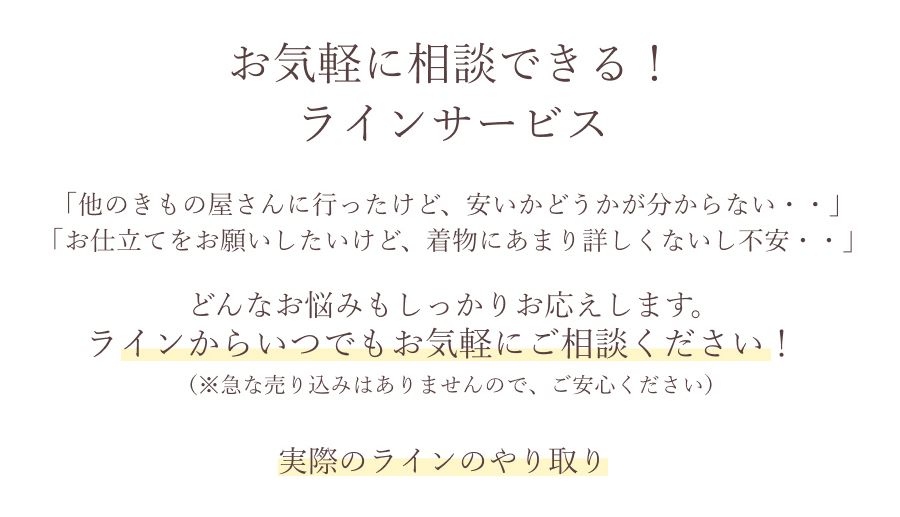 お気軽に相談できる！
ラインサービス
「他のきもの屋さんに行ったけど、安いかどうかが分からない・・」
「お仕立てをお願いしたいけど、着物にあまり詳しくないし不安・・」
どんなお悩みもしっかりお応えします。
ラインからいつでもお気軽にご相談ください！
（※急な売り込みはありませんので、ご安心ください）
実際のラインのやり取り